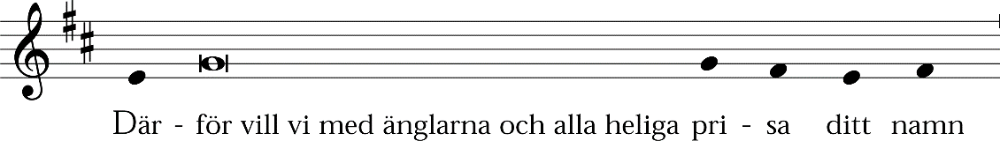 Där - för vill vi med änglarna och alla heliga pri - sa ditt namn